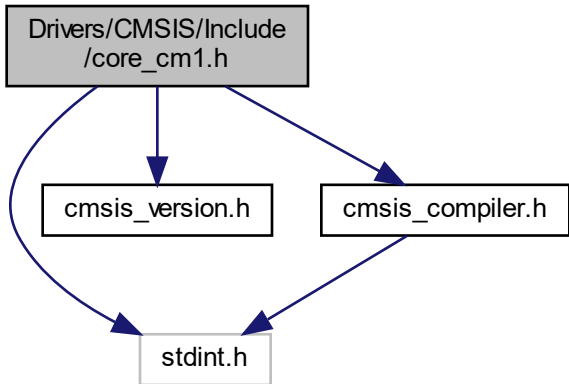 Drivers/CMSIS/Include
/core_cm1.h
cmsis_version.h
cmsis_compiler.h
stdint.h